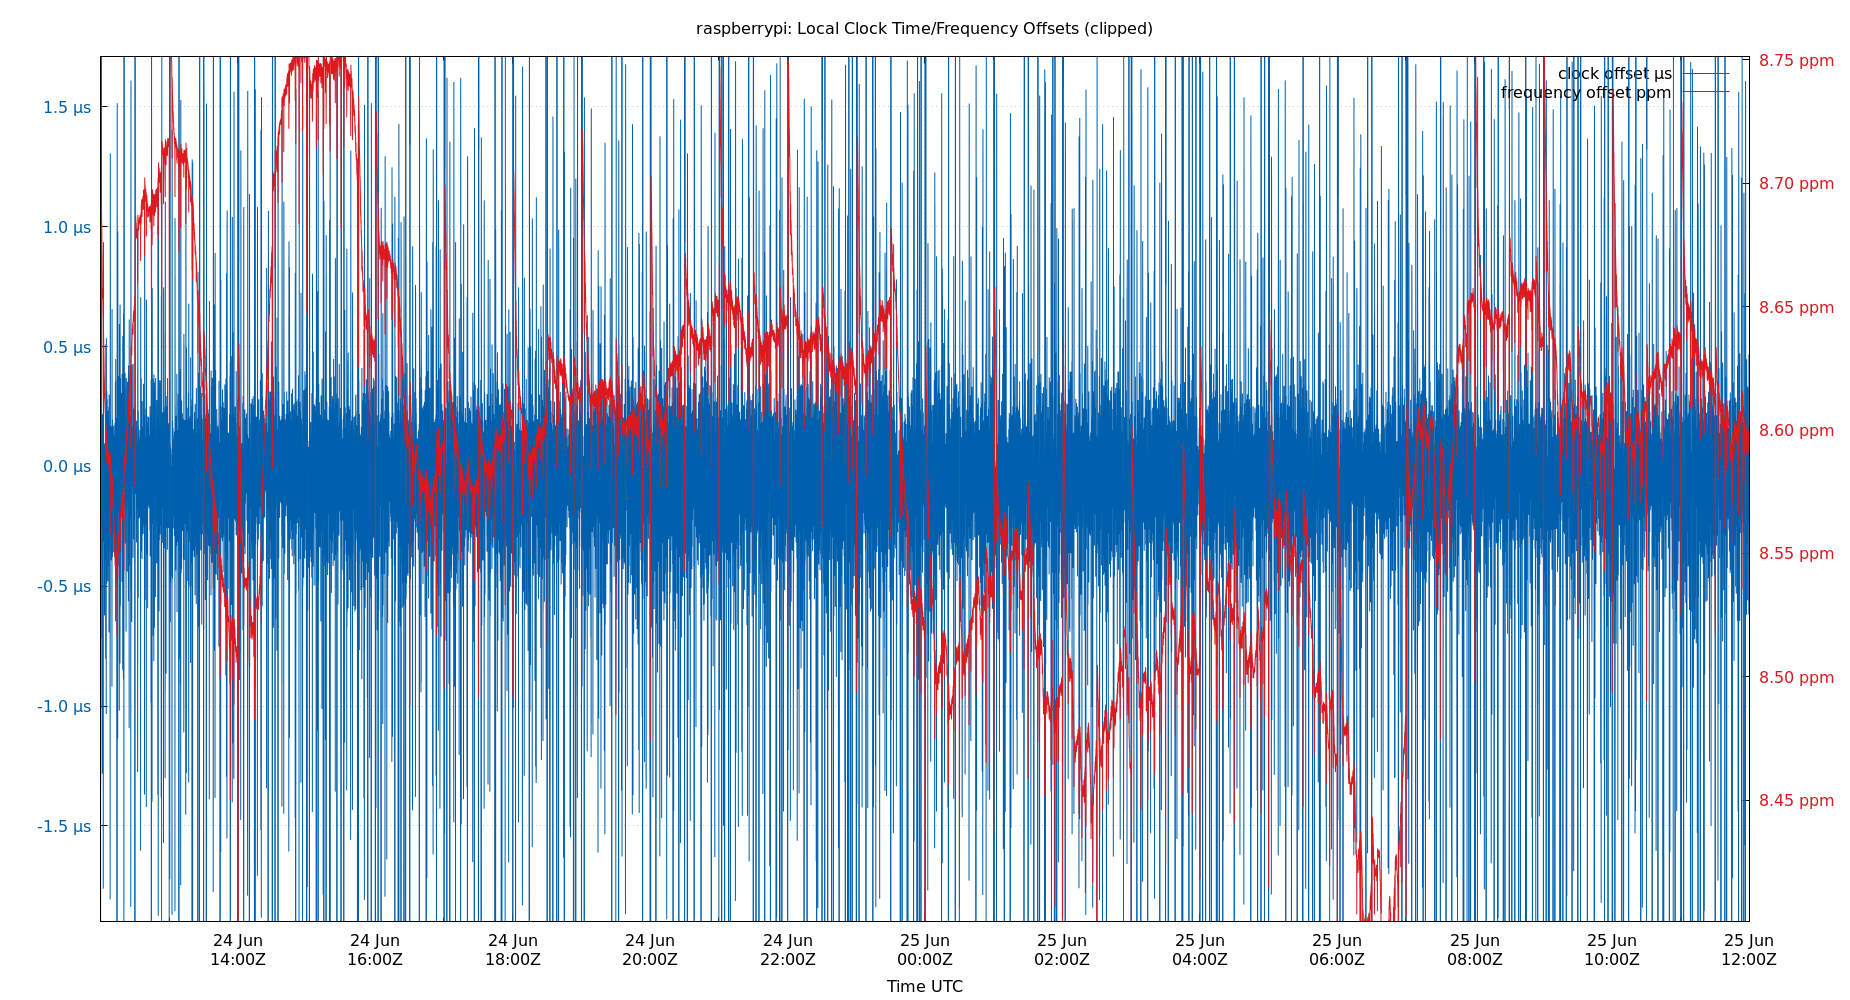 raspberrypi: Local Clock Time/Frequency Offsets (clipped)
clock offset µs
frequency offset ppm
1.5 µs
1.0 µs
0.5 µs
0.0 µs
-0.5 µs
-1.0 µs
-1.5 µs
8.75 ppm
8.70 ppm
8.65 ppm
8.60 ppm
8.55 ppm
8.50 ppm
8.45 ppm
24 Jun
14:00Z
24 Jun
16:00Z
24 Jun
18:00Z
24 Jun
20:00Z
24 Jun
22:00Z
25 Jun
00:00Z
25 Jun
02:00Z
25 Jun
04:00Z
25 Jun
06:00Z
25 Jun
08:00Z
25 Jun
10:00Z
25 Jun
12:00Z
Time UTC